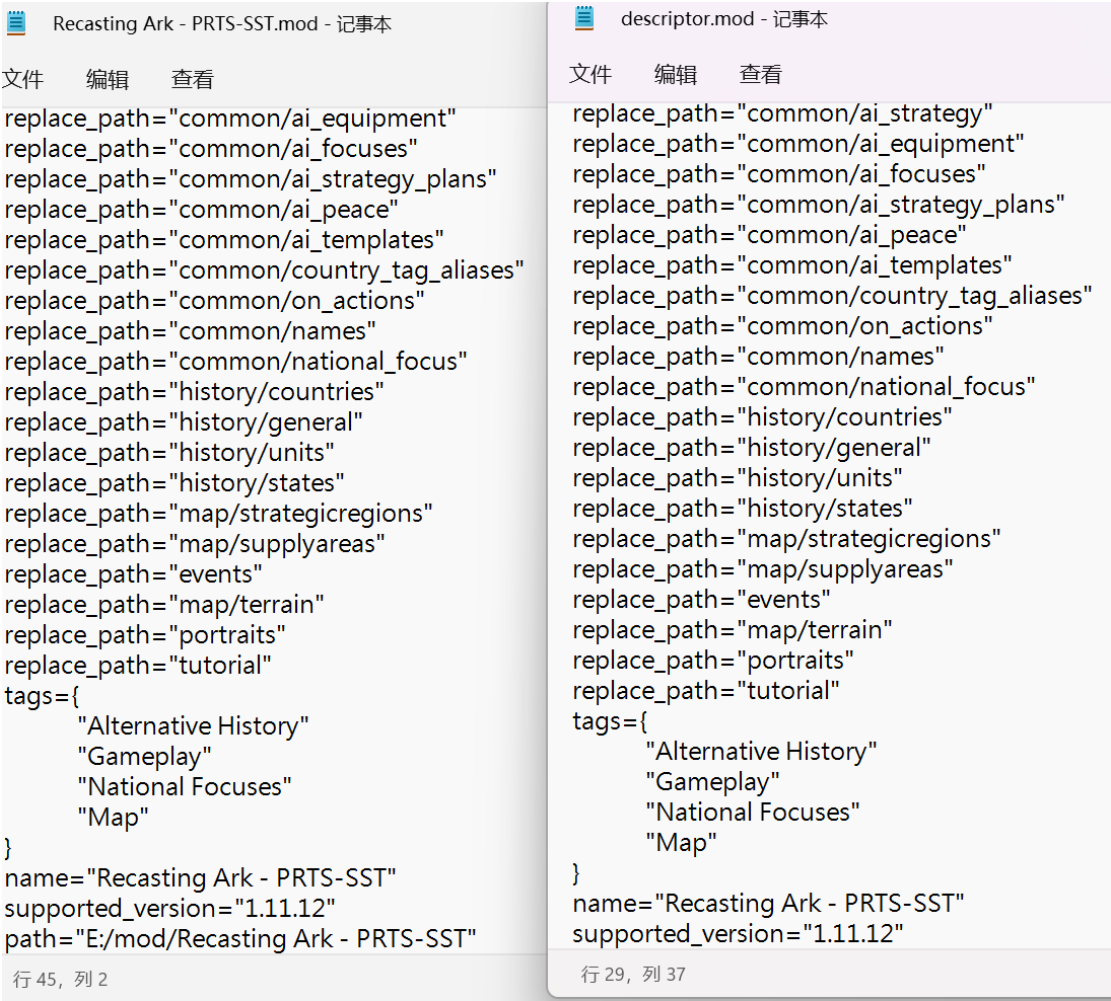 Recasting Ark - PRTS-SST.mod - 记事本
文件 编辑 查看
replace_path="common/ai_equipment"
replace_path="common/ai_focuses"
replace_path="common/ai_strategy_plans"
replace_path="common/ai_peace"
replace_path="common/ai_templates"
replace_path="common/country_tag_aliases"
replace_path="common/on_actions"
replace_path="common/names"
replace_path="common/national_focus"
replace_path="history/countries"
replace_path="history/general"
replace_path="history/units"
replace_path="history/states"
replace_path="map/strategicregions"
replace_path="map/supplyareas"
replace_path="events"
replace_path="map/terrain"
replace_path="portraits"
replace_path="tutorial"
tags={
"Alternative History"
"Gameplay"
"National Focuses"
"Map"
}
name="Recasting Ark - PRTS-SST"
supported_version="1.11.12"
path="E:/mod/Recasting Ark - PRTS-SST"
行 45，列 2
descriptor.mod - 记事本
文件 编辑 查看
replace_path="common/ai_strategy"
replace_path="common/ai_equipment"
replace_path="common/ai_focuses"
replace_path="common/ai_strategy_plans"
replace_path="common/ai_peace"
replace_path="common/ai_templates"
replace_path="common/country_tag_aliases"
replace_path="common/on_actions"
replace_path="common/names"
replace_path="common/national_focus"
replace_path="history/countries"
replace_path="history/general"
replace_path="history/units"
replace_path="history/states"
replace_path="map/strategicregions"
replace_path="map/supplyareas"
replace_path="events"
replace_path="map/terrain"
replace_path="portraits"
replace_path="tutorial"
tags={
"Alternative History"
"Gameplay"
"National Focuses"
"Map"
}
name="Recasting Ark - PRTS-SST"
supported_version="1.11.12"
行 29，列 37